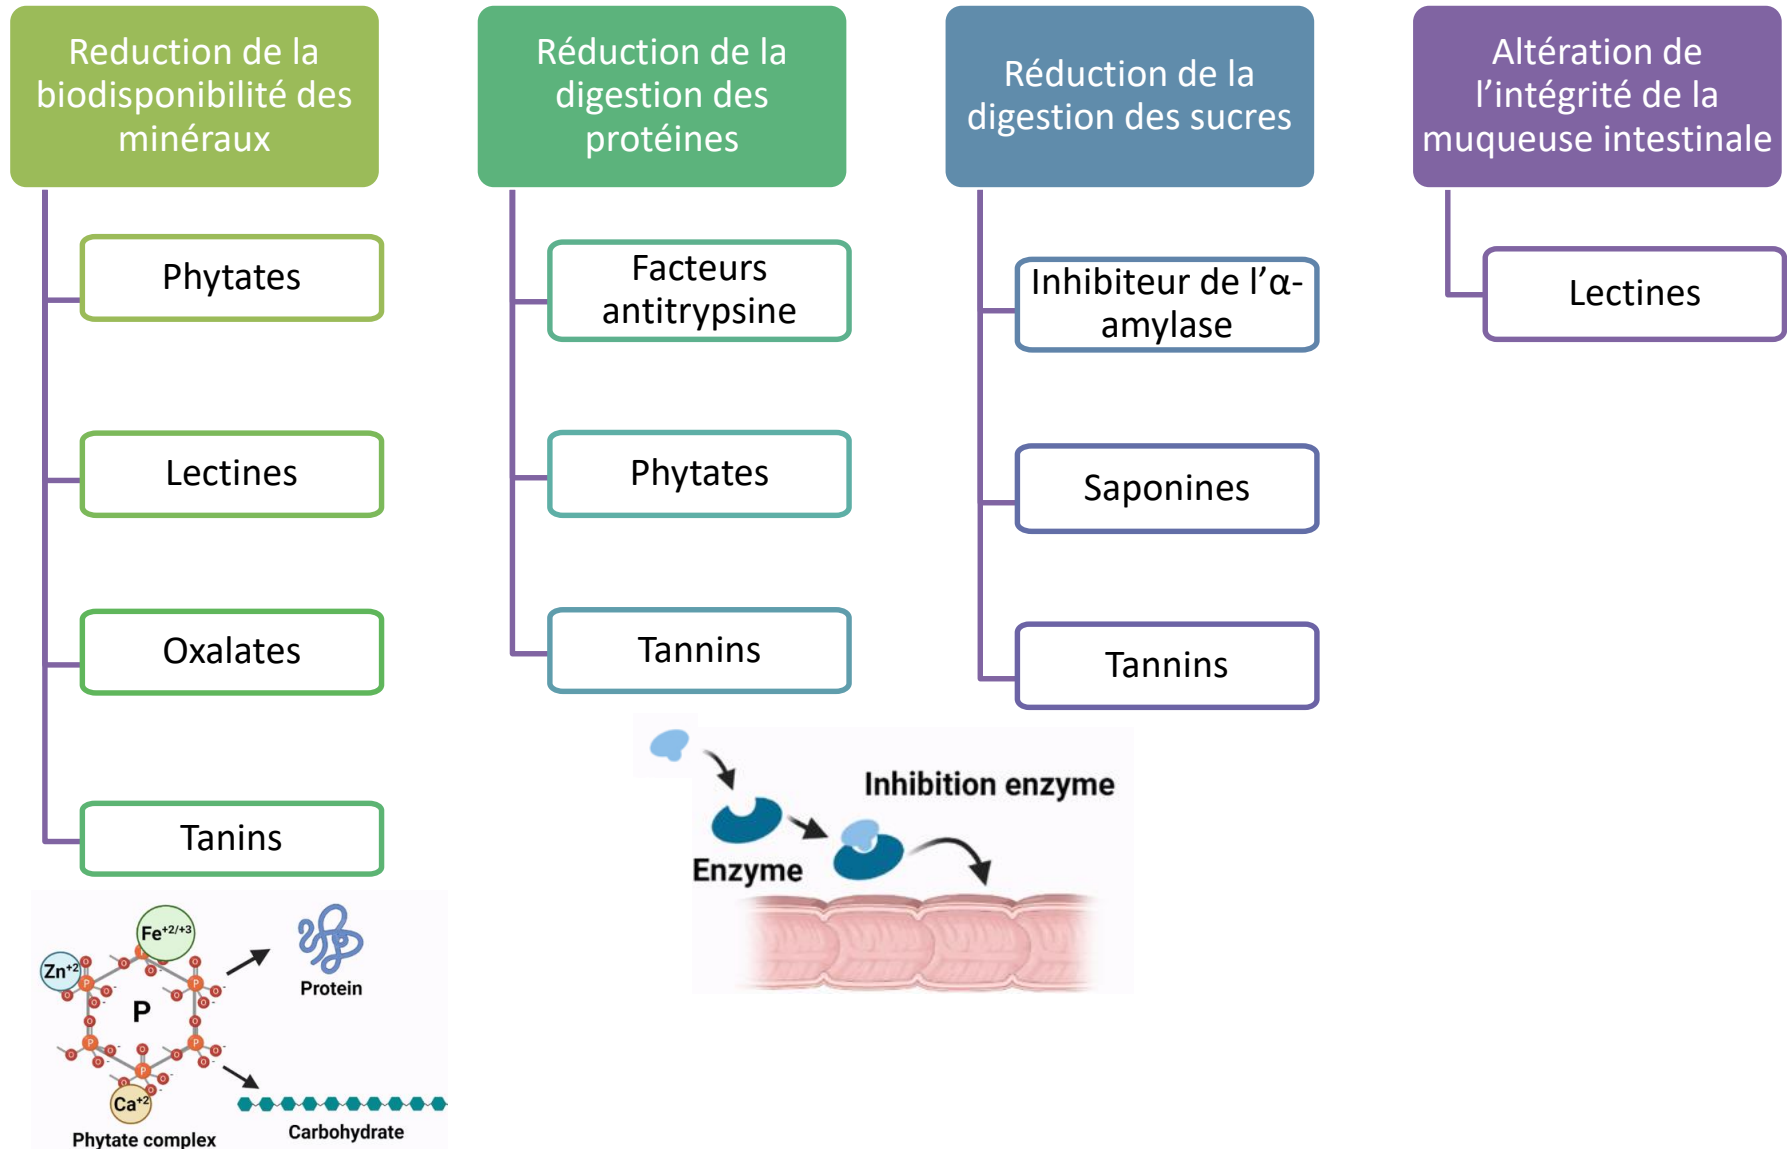 Reduction de la
biodisponibilité des
minéraux
Phytates
Lectines
Oxalates
Tanins
Réduction de la
digestion des
protéines
Facteurs
antitrypsine
Phytates
Tannins
Réduction de la
digestion des sucres
Inhibiteur de l’α-
amylase
Saponines
Tannins
Altération de
l’intégrité de la
muqueuse intestinale
Lectines
Fe+2/+3
Zn+2
P
P
P
P
P
P
P
Ca+2
Phytate complex
Protein
Carbohydrate
Inhibition enzyme
Enzyme